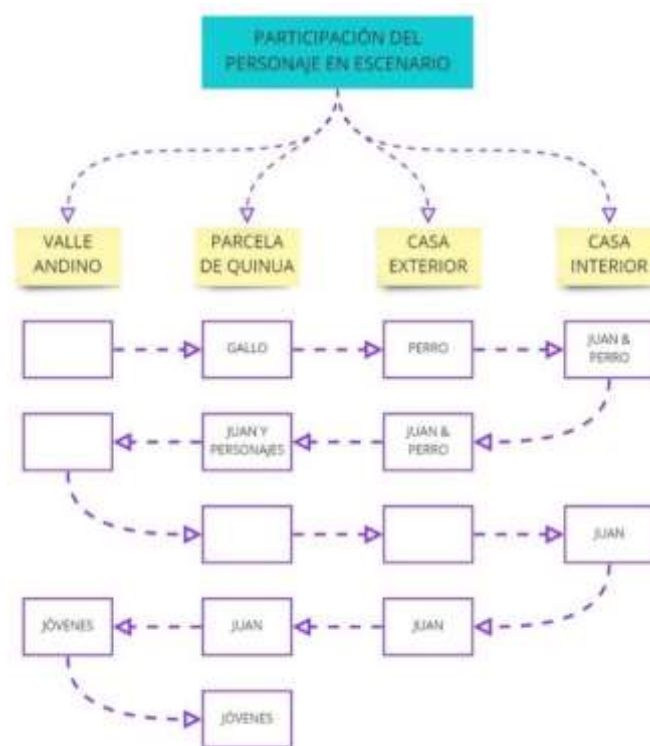 PARTICIPACIÓN DEL
PERSONAJE EN ESCENARIO
VALLE
ANDINO
PARCELA
DE QUINUA
CASA
EXTERIOR
CASA
INTERIOR
GALLO
PERRO
JUAN &
PERRO
JUAN Y
PERSONAJES
JUAN &
PERRO
JUAN
JÓVENES
JUAN
JUAN
JÓVENES